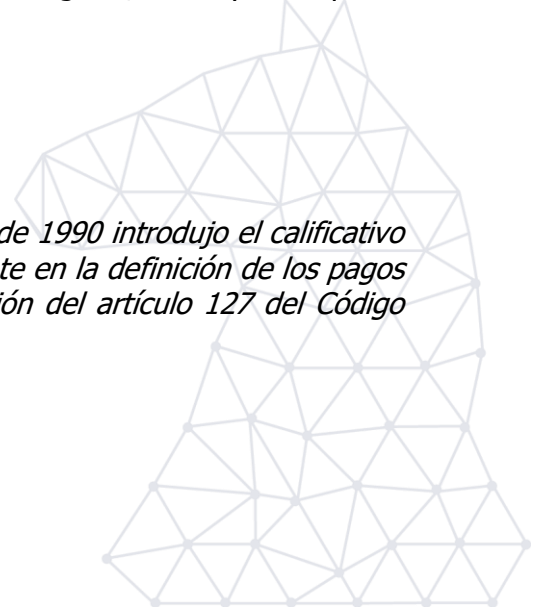 de 1990 introdujo el calificativo
te en la definición de los pagos
ión del artículo 127 del Código